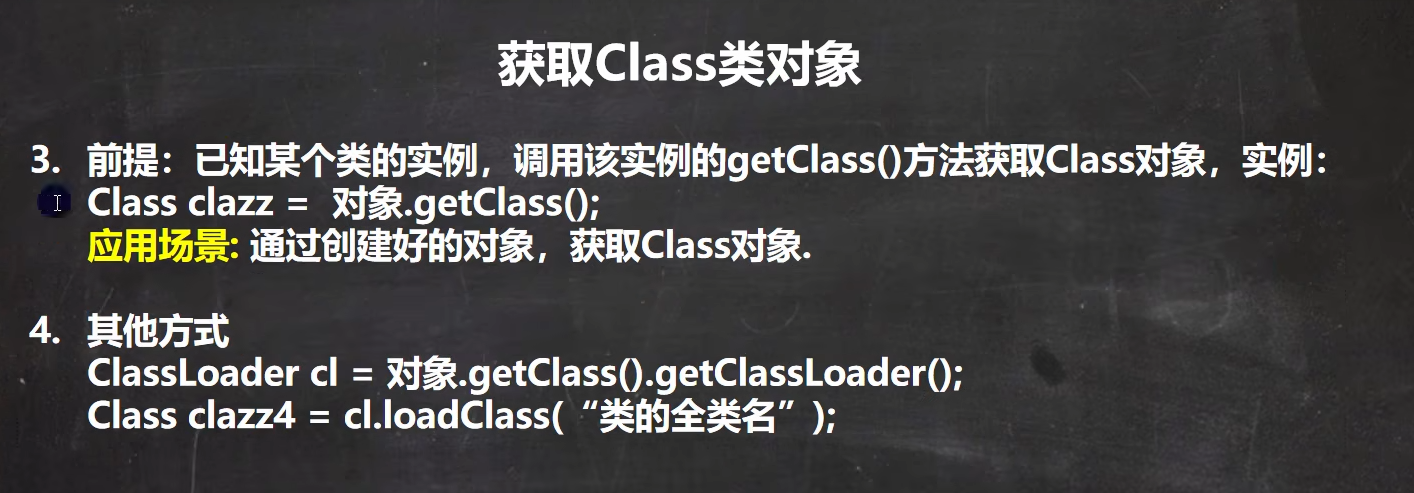 获取Class类对象
3. 前提：已知某个类的实例，调用该实例的getClass()方法获取Class对象，实例：
Class clazz = 对象.getClass();
应用场景: 通过创建好的对象，获取Class对象.
4. 其他方式
ClassLoader cl = 对象.getClass().getClassLoader();
Class clazz4 = cl.loadClass(“类的全类名”);